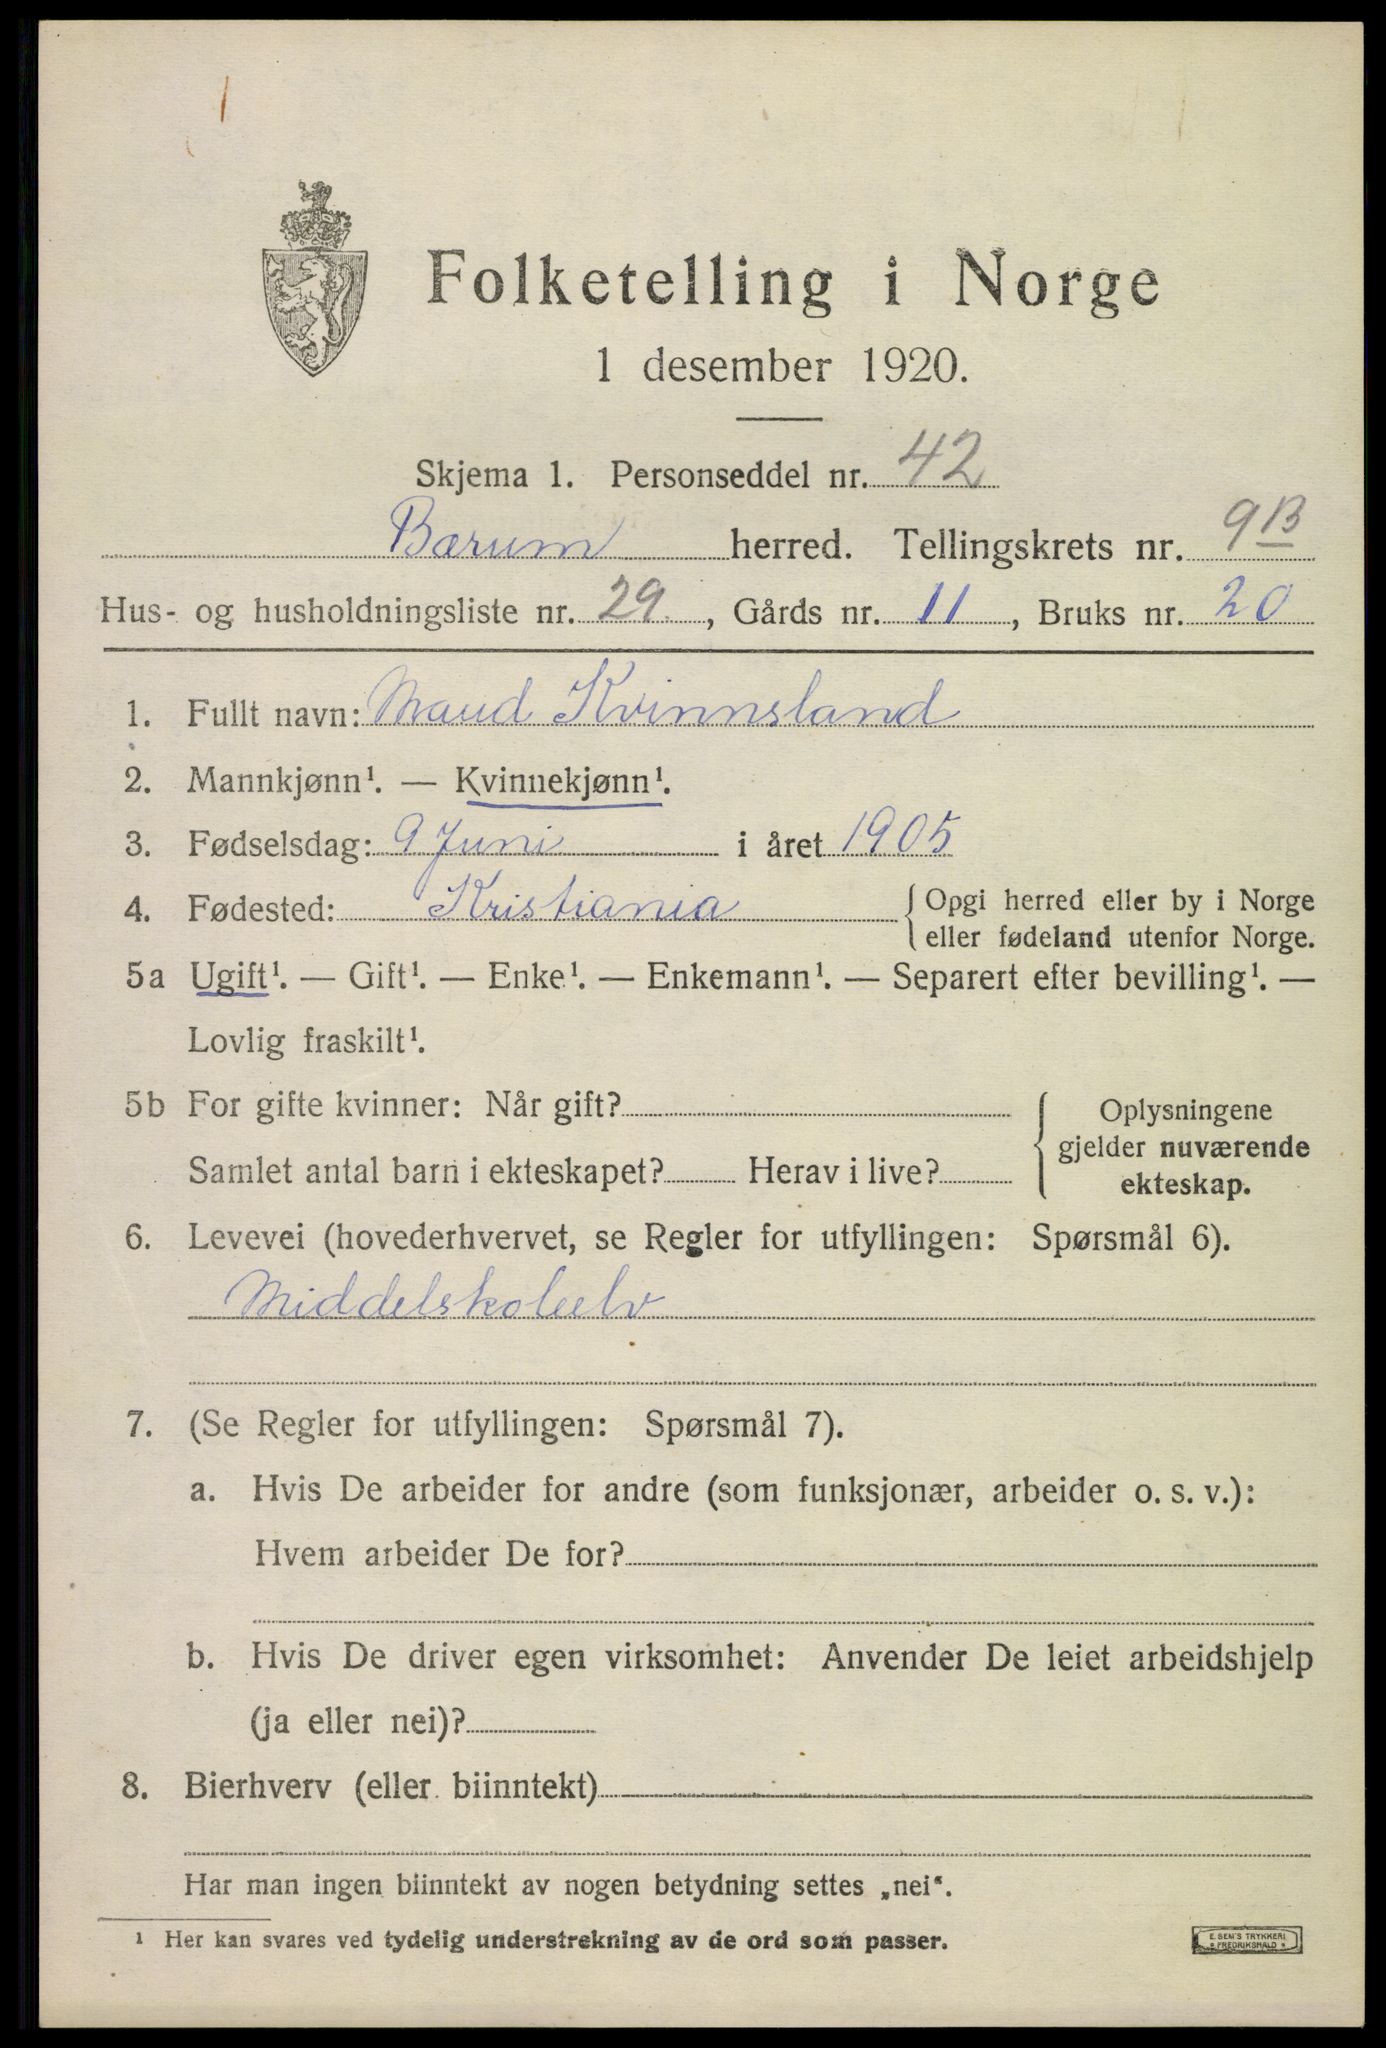 Folketelling i Norge
1 desember 1920.
Skjema 1. Personseddel nr. 42
Bærum herred. Tellingskrets nr. 9B
Hus- og husholdningsliste nr. 29, Gårds nr. 11, Bruks nr. 20
1. Fullt navn: Maud Kvinnsland
2. Mannkjønn¹. — Kvinnekjønn¹.
3. Fødselsdag: 9 Juni i året 1905
4. Fødested: Kristiania { Opgi herred eller by i Norge
eller fødeland utenfor Norge.
5a Ugift¹. — Gift¹. — Enke¹. — Enkemann¹. — Separert efter bevilling¹. —
Lovlig fraskilt¹.
5b For gifte kvinner: Når gift? { Oplysningene
gjelder nuværende
Samlet antal barn i ekteskapet? Herav i live? ekteskap.
6. Levevei (hovederhvervet, se Regler for utfyllingen: Spørsmål 6).
Middelskoleelv
7. (Se Regler for utfyllingen: Spørsmål 7).
a. Hvis De arbeider for andre (som funksjonær, arbeider o. s. v.):
Hvem arbeider De for?
b. Hvis De driver egen virksomhet: Anvender De leiet arbeidshjelp
(ja eller nei)?
8. Bierhverv (eller biinntekt)
Har man ingen biinntekt av nogen betydning settes „nei“.
¹ Her kan svares ved tydelig understrekning av de ord som passer.
E. SEM'S TRYKKERI
• FREDRIKSHALD •